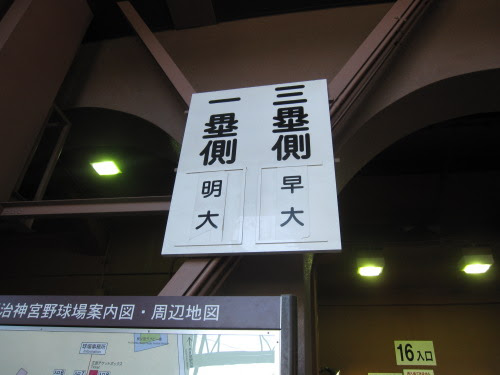 三塁側
早大
一塁側
明大
治神宮野球場案内図・周辺地図
16入口